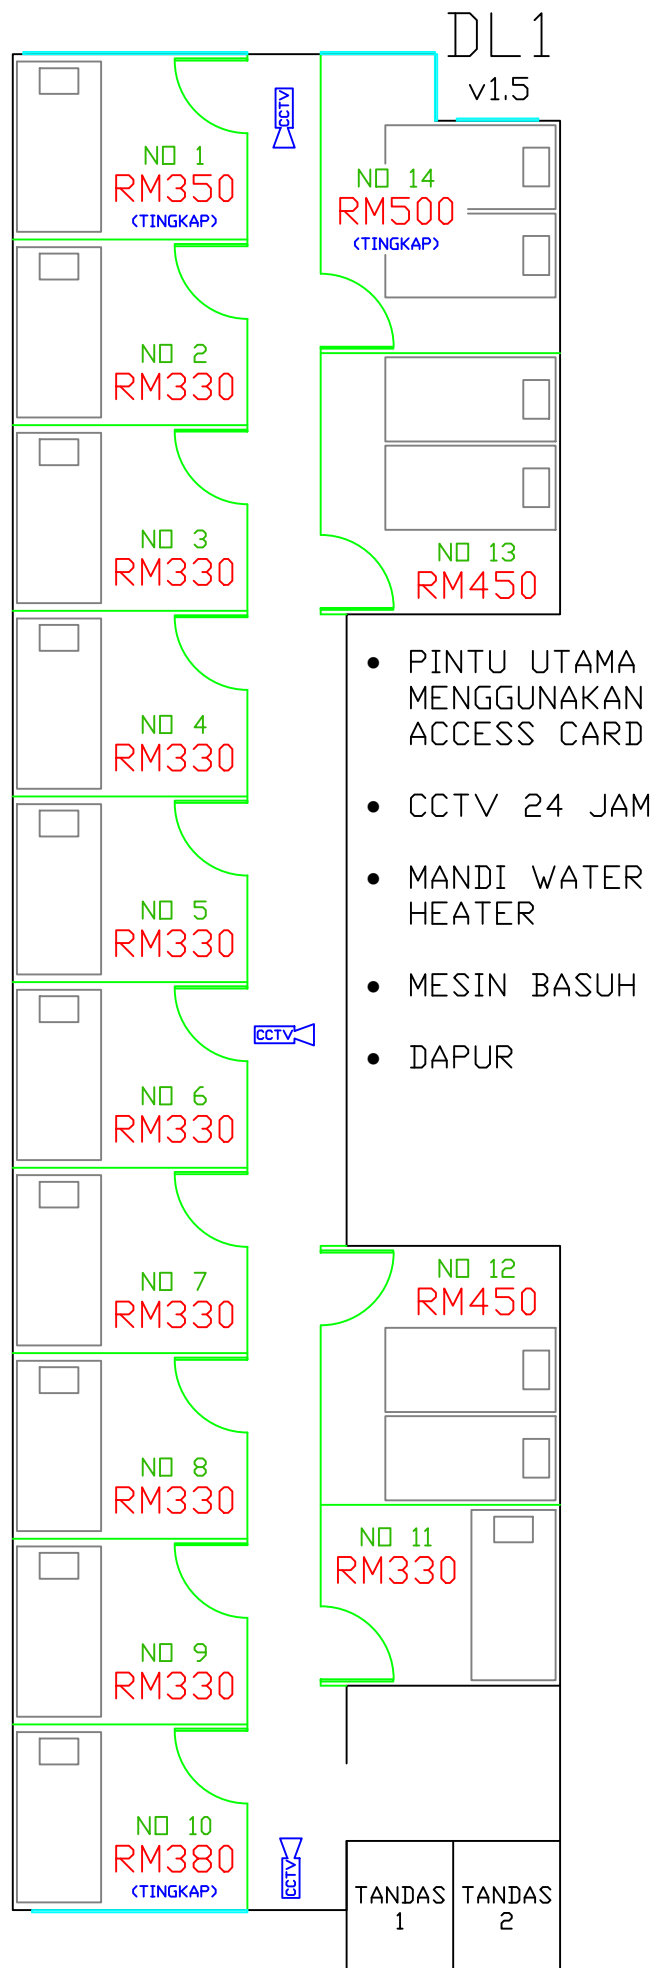 DL1
v1.5
CCTV
NO 1
RM350
(TINGKAP)
NO 14
RM500
(TINGKAP)
NO 2
RM330
NO 3
RM330
NO 13
RM450
NO 4
RM330
• PINTU UTAMA
MENGGUNAKAN
ACCESS CARD
• CCTV 24 JAM
• MANDI WATER
HEATER
• MESIN BASUH
• DAPUR
NO 5
RM330
CCTV
NO 6
RM330
NO 7
RM330
NO 12
RM450
NO 8
RM330
NO 11
RM330
NO 9
RM330
NO 10
RM380
(TINGKAP)
CCTV
TANDAS
1
TANDAS
2